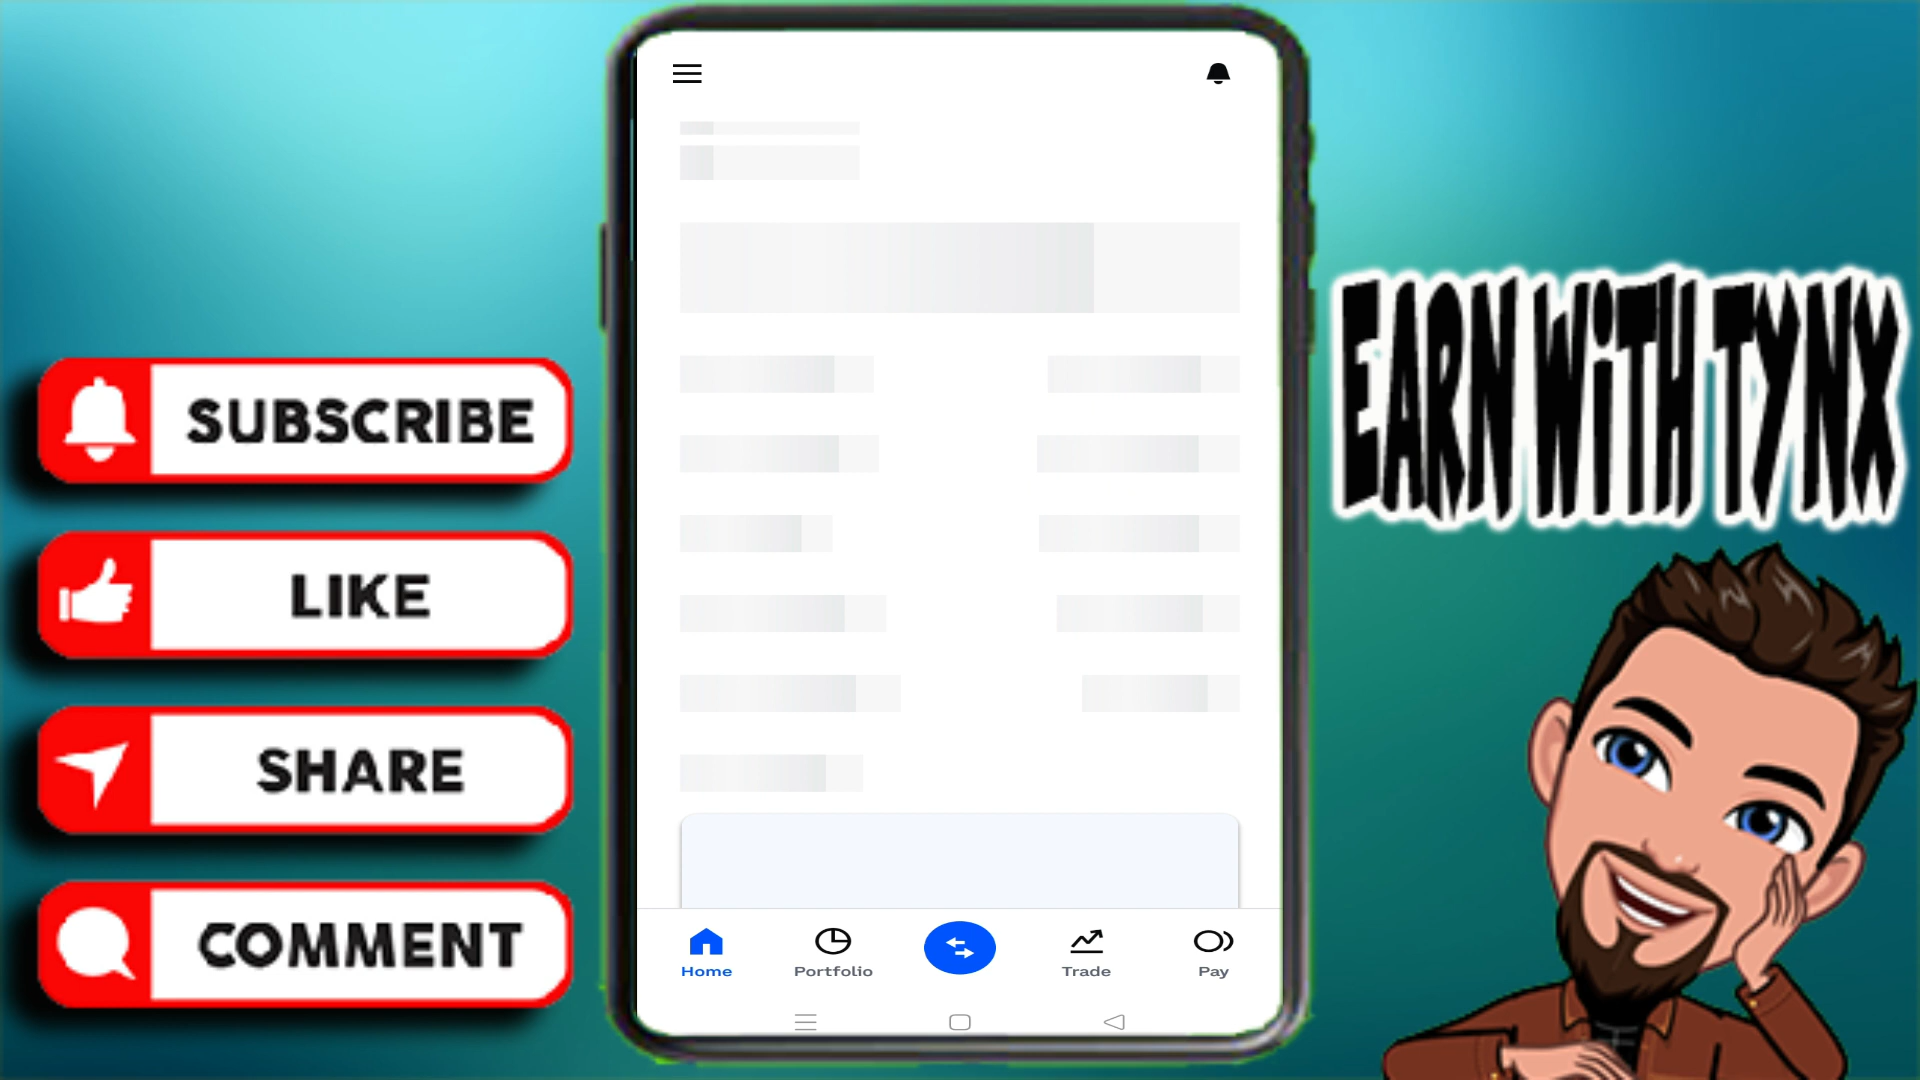 SUBSCRIBE
LIKE
SHARE
COMMENT
Home
Portfolio
Trade
Pay
EARN WiTH TYNX